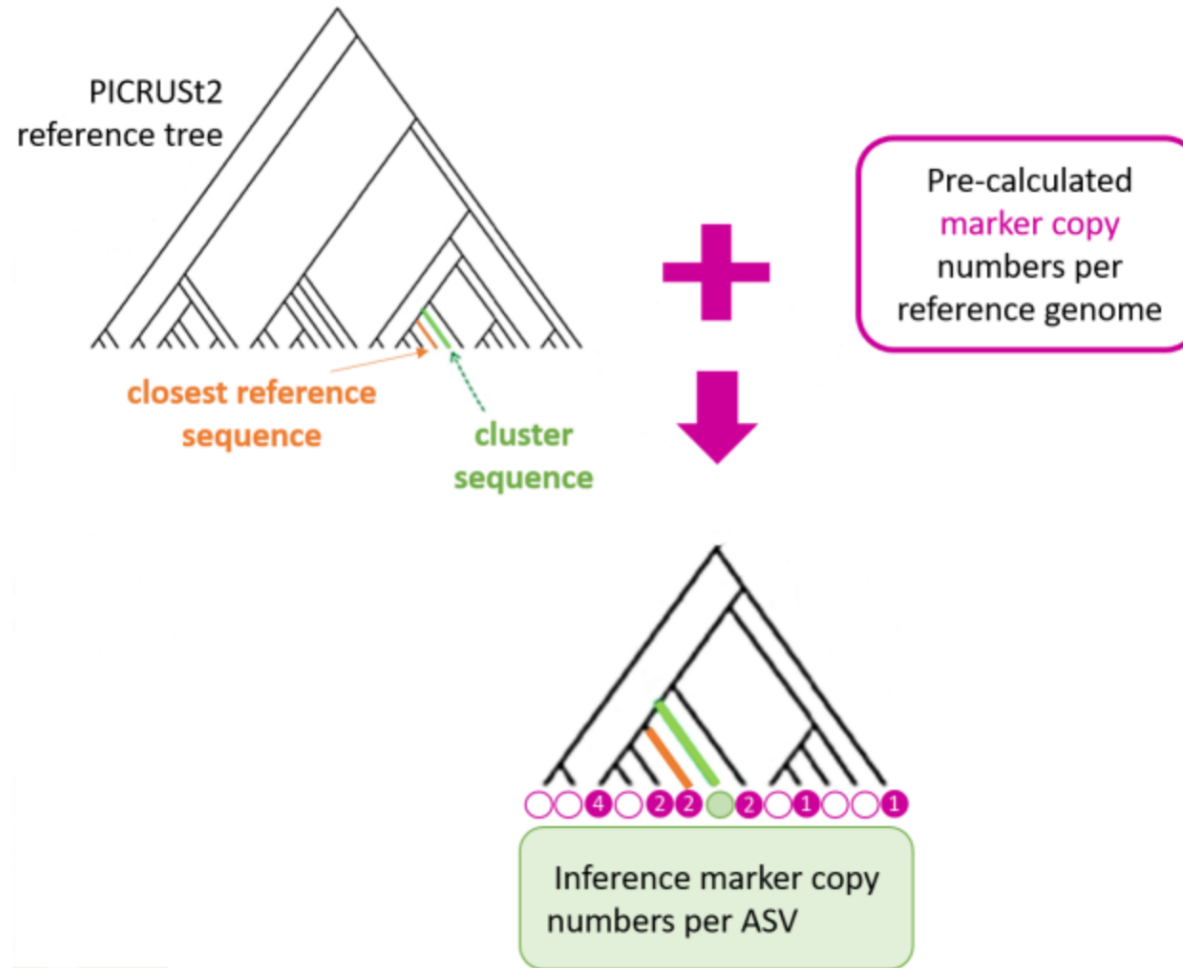 PICRUSt2
reference tree
Pre-calculated
marker copy
numbers per
reference genome
closest reference
sequence
cluster
sequence
4 2 2 2 1 1
Inference marker copy
numbers per ASV